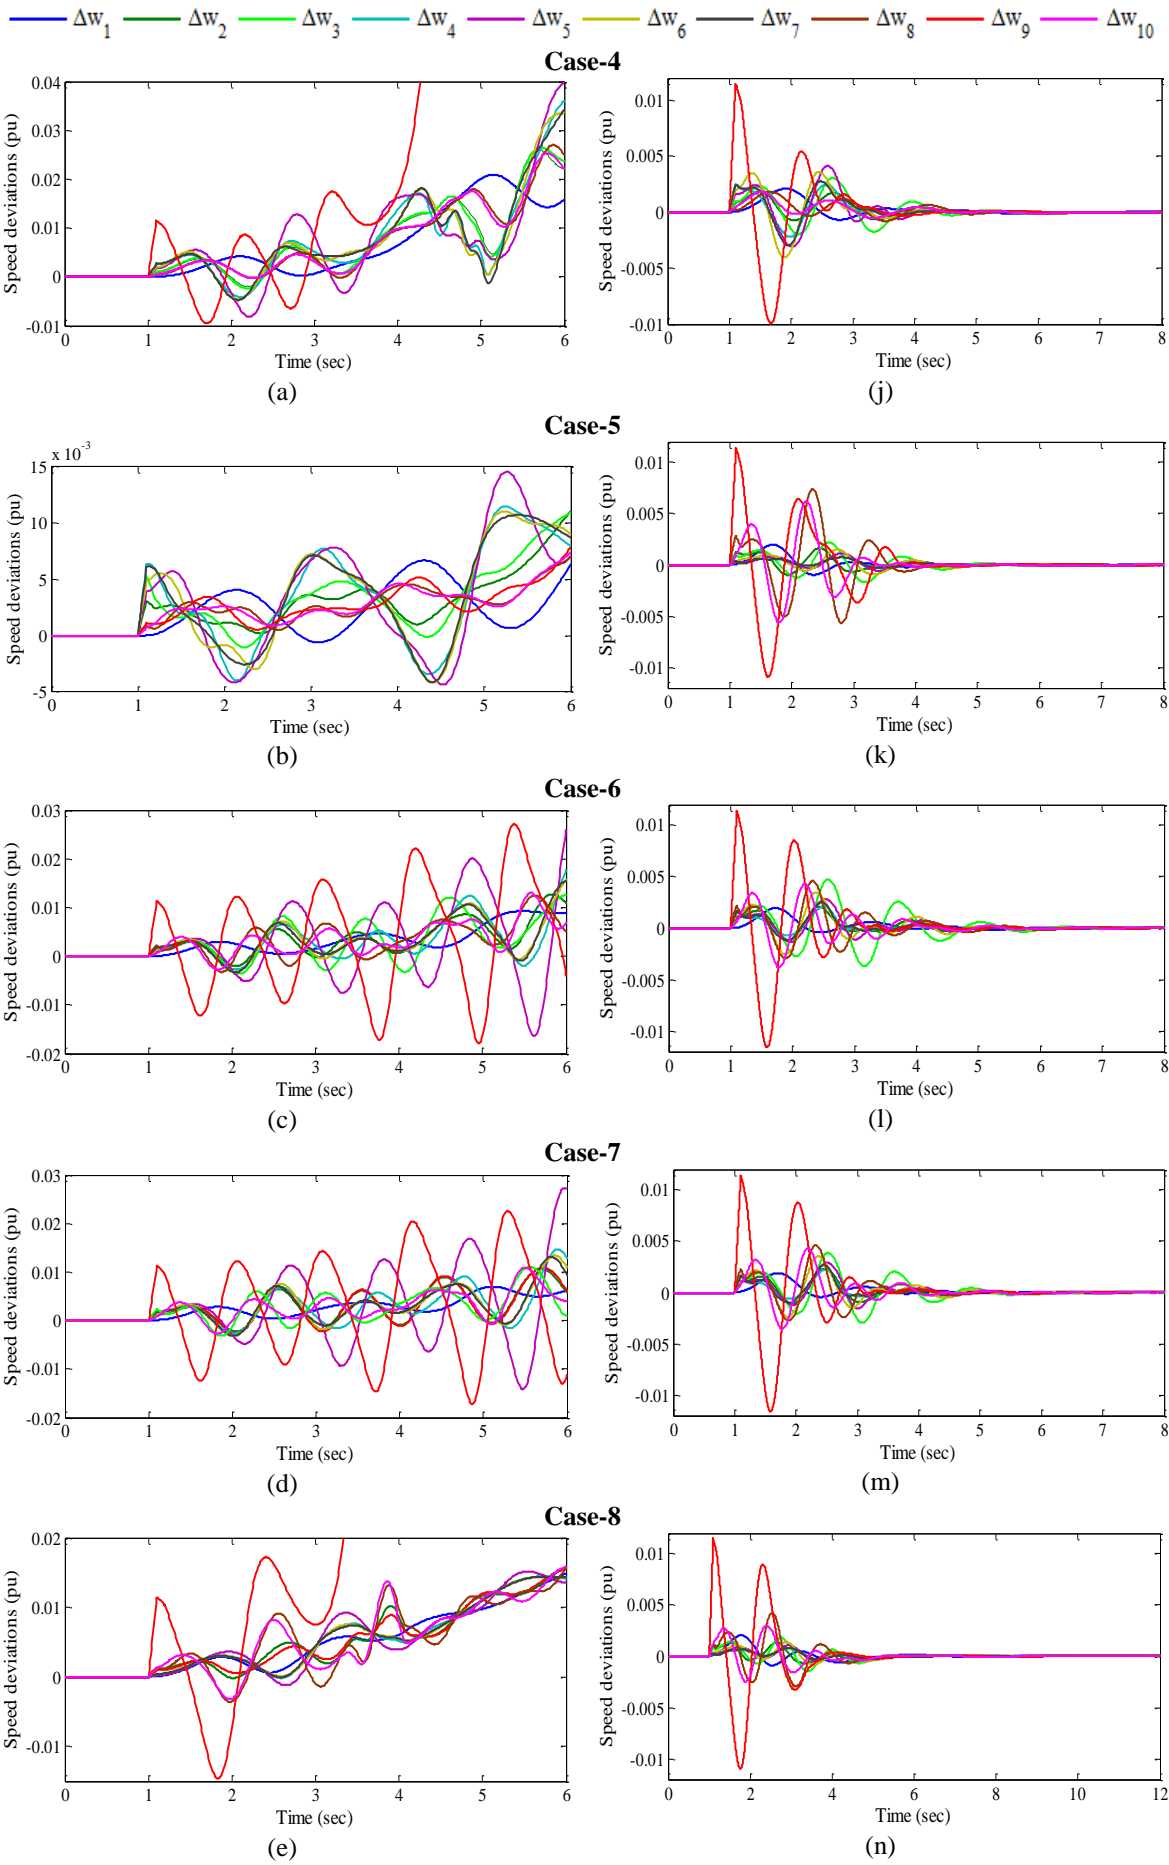 Δw1 Δw2 Δw3 Δw4 Δw5 Δw6 Δw7 Δw8 Δw9 Δw10
Case-4
Speed deviations (pu)
0.04
0.03
0.02
0.01
0
-0.01
0 1 2 3 4 5 6
Time (sec)
(a)
Speed deviations (pu)
0.01
0.005
0
-0.005
-0.01
0 1 2 3 4 5 6 7 8
Time (sec)
(j)
Case-5
x 10-3
Speed deviations (pu)
15
10
5
0
-5
0 1 2 3 4 5 6
Time (sec)
(b)
Speed deviations (pu)
0.01
0.005
0
-0.005
-0.01
0 1 2 3 4 5 6 7 8
Time (sec)
(k)
Case-6
Speed deviations (pu)
0.03
0.02
0.01
0
-0.01
-0.02
0 1 2 3 4 5 6
Time (sec)
(c)
Speed deviations (pu)
0.01
0.005
0
-0.005
-0.01
0 1 2 3 4 5 6 7 8
Time (sec)
(l)
Case-7
Speed deviations (pu)
0.03
0.02
0.01
0
-0.01
-0.02
0 1 2 3 4 5 6
Time (sec)
(d)
Speed deviations (pu)
0.01
0.005
0
-0.005
-0.01
0 1 2 3 4 5 6 7 8
Time (sec)
(m)
Case-8
Speed deviations (pu)
0.02
0.01
0
-0.01
0 1 2 3 4 5 6
Time (sec)
(e)
Speed deviations (pu)
0.01
0.005
0
-0.005
-0.01
0 2 4 6 8 10 12
Time (sec)
(n)